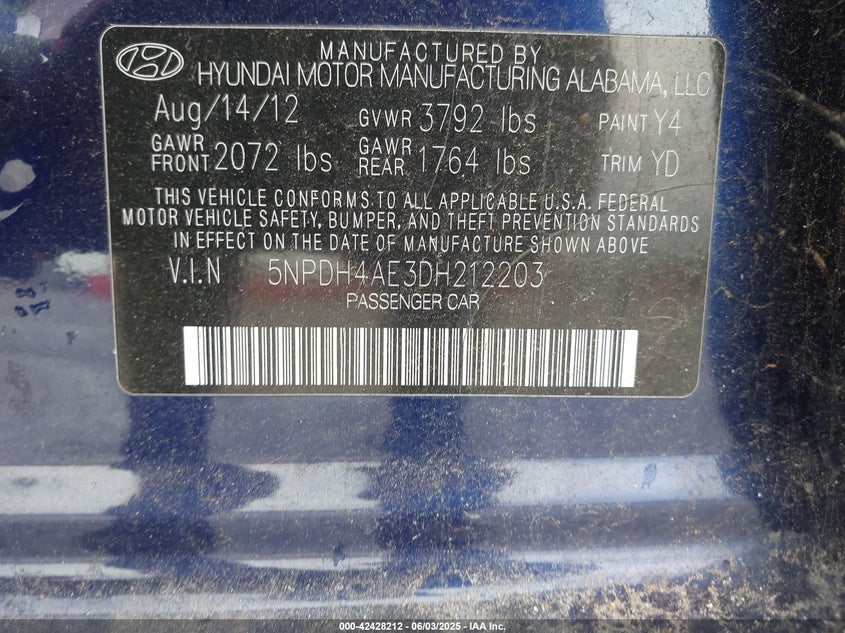 MANUFACTURED BY
HYUNDAI MOTOR MANUFACTURING ALABAMA, LLC
Aug/14/12 GVWR 3792 lbs PAINT Y4
GAWR FRONT 2072 lbs GAWR REAR 1764 lbs TRIM YD
THIS VEHICLE CONFORMS TO ALL APPLICABLE U.S.A. FEDERAL
MOTOR VEHICLE SAFETY, BUMPER, AND THEFT PREVENTION STANDARDS
IN EFFECT ON THE DATE OF MANUFACTURE SHOWN ABOVE
V.I.N 5NPDH4AE3DH212203
PASSENGER CAR
000-42428212 - 06/03/2025 - IAA Inc.